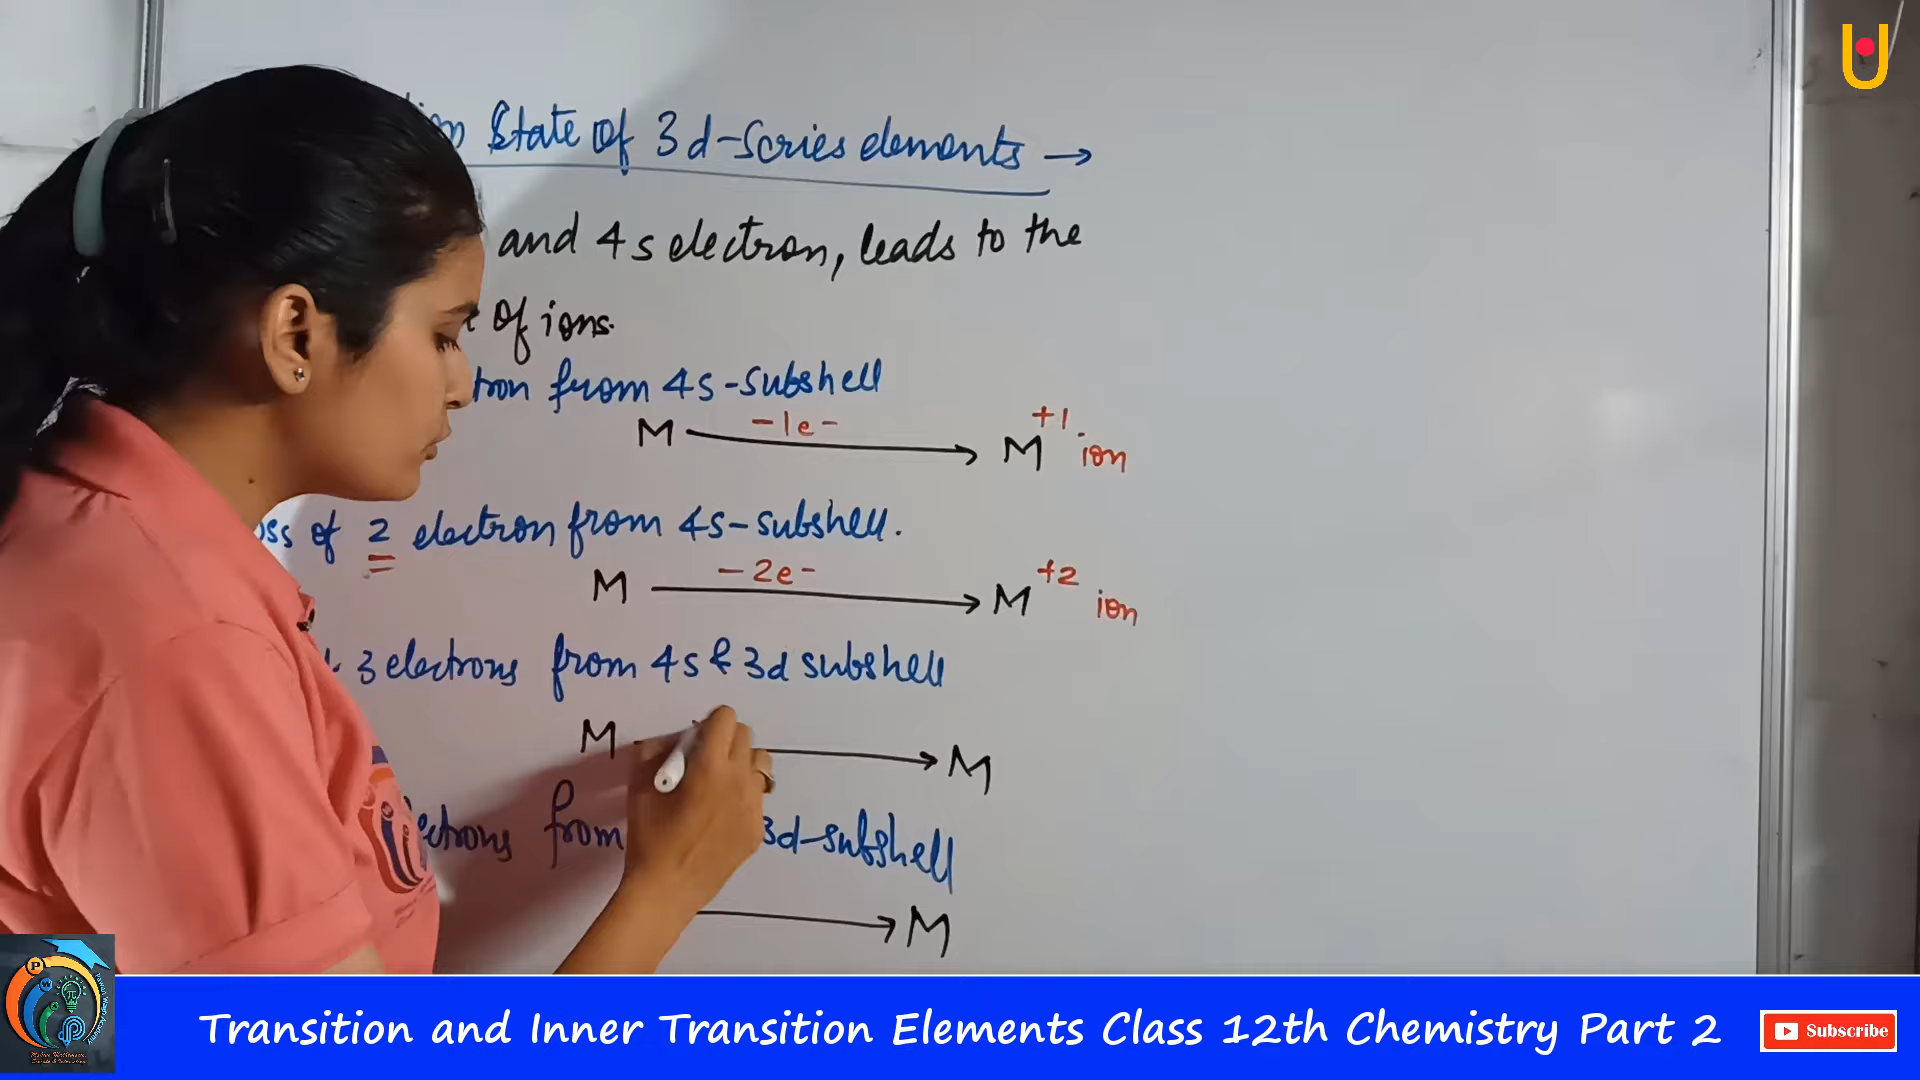 State of 3d-series elements →
and 4s electron, leads to the
of ions.
from 4s-subshell
M -1e- → M+1 ion
of 2 electron from 4s-subshell.
M -2e- → M+2 ion
3 electrons from 4s & 3d subshell
M → M
from 3d-subshell
→ M
Transition and Inner Transition Elements Class 12th Chemistry Part 2
Subscribe